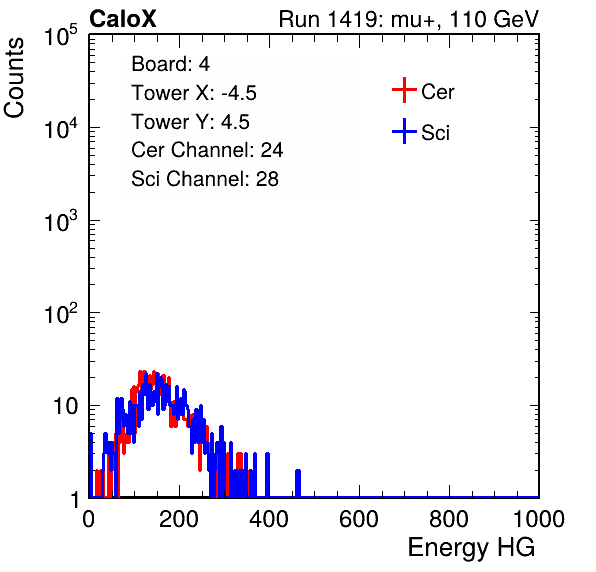 CaloX Run 1419: mu+, 110 GeV
Counts
Board: 4
Tower X: -4.5
Tower Y: 4.5
Cer Channel: 24
Sci Channel: 28
Cer
Sci
10^5
10^4
10^3
10^2
10
1
0 200 400 600 800 1000
Energy HG